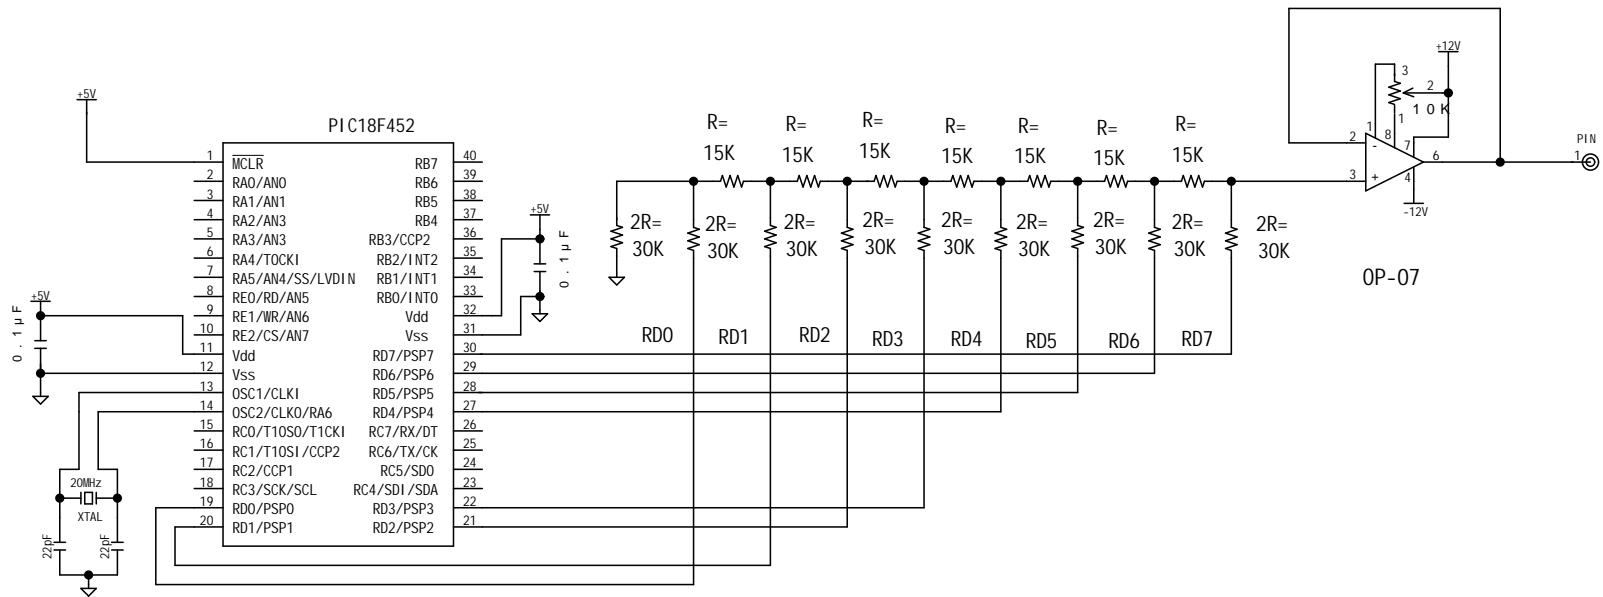 +5V
PIC18F452
1 MCLR RB7 40
2 RA0/AN0 RB6 39
3 RA1/AN1 RB5 38
4 RA2/AN3 RB4 37
5 RA3/AN3 RB3/CCP2 36
6 RA4/TOCKI RB2/INT2 35
7 RA5/AN4/SS/LVDIN RB1/INT1 34
8 RE0/RD/AN5 RB0/INT0 33
9 RE1/WR/AN6 Vdd 32
10 RE2/CS/AN7 Vss 31
11 Vdd RD7/PSP7 30
12 Vss RD6/PSP6 29
13 OSC1/CLKI RD5/PSP5 28
14 OSC2/CLKO/RA6 RD4/PSP4 27
15 RC0/T1OSO/T1CKI RC7/RX/DT 26
16 RC1/T1OSI/CCP2 RC6/TX/CK 25
17 RC2/CCP1 RC5/SDO 24
18 RC3/SCK/SCL RC4/SDI/SDA 23
19 RD0/PSP0 RD3/PSP3 22
20 RD1/PSP1 RD2/PSP2 21
+5V
0.1µF
20MHz
XTAL
22pF
22pF
+5V
0.1µF
R=
15K
R=
15K
R=
15K
R=
15K
R=
15K
R=
15K
R=
15K
2R=
30K
2R=
30K
2R=
30K
2R=
30K
2R=
30K
2R=
30K
2R=
30K
2R=
30K
2R=
30K
RD0
RD1
RD2
RD3
RD4
RD5
RD6
RD7
+12V
3
2
10K
1
1
8
2
-
7
6
3
+
4
-12V
OP-07
PIN
1